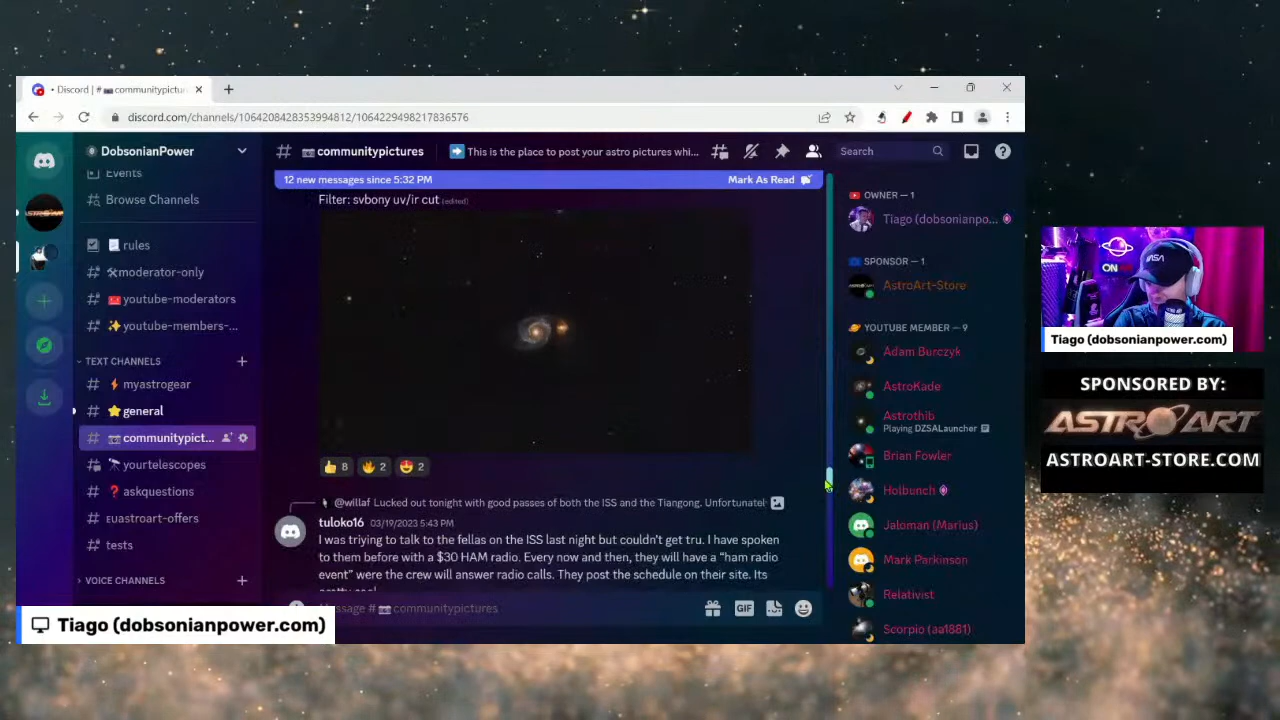 Discord | # communitypictur
discord.com/channels/1064208428353994812/1064229498217836576
DobsonianPower
Events
Browse Channels
rules
moderator-only
youtube-moderators
youtube-members-...
TEXT CHANNELS
myastrogear
general
communitypict...
yourtelescopes
askquestions
astroart-offers
tests
VOICE CHANNELS
communitypictures
This is the place to post your astro pictures whi...
Search
12 new messages since 5:32 PM
Mark As Read
Filter: svbony uv/ir cut (edited)
8
2
2
@willaf Lucked out tonight with good passes of both the ISS and the Tiangong. Unfortunatel
tuloko16 03/19/2023 5:43 PM
I was triying to talk to the fellas on the ISS last night but couldn't get tru. I have spoken
to them before with a $30 HAM radio. Every now and then, they will have a "ham radio
event" were the crew will answer radio calls. They post the schedule on their site. Its
Message # communitypictures
GIF
OWNER — 1
Tiago (dobsonianpo...
SPONSOR — 1
AstroArt-Store
YOUTUBE MEMBER — 9
Adam Burczyk
AstroKade
Astrothib
Playing DZSALauncher
Brian Fowler
Holbunch
Jaloman (Marius)
Mark Parkinson
Relativist
Scorpio (aa1881)
Tiago (dobsonianpower.com)
NASA
ON
Tiago (dobsonianpower.com)
SPONSORED BY:
ASTRO ART
ASTROART-STORE.COM